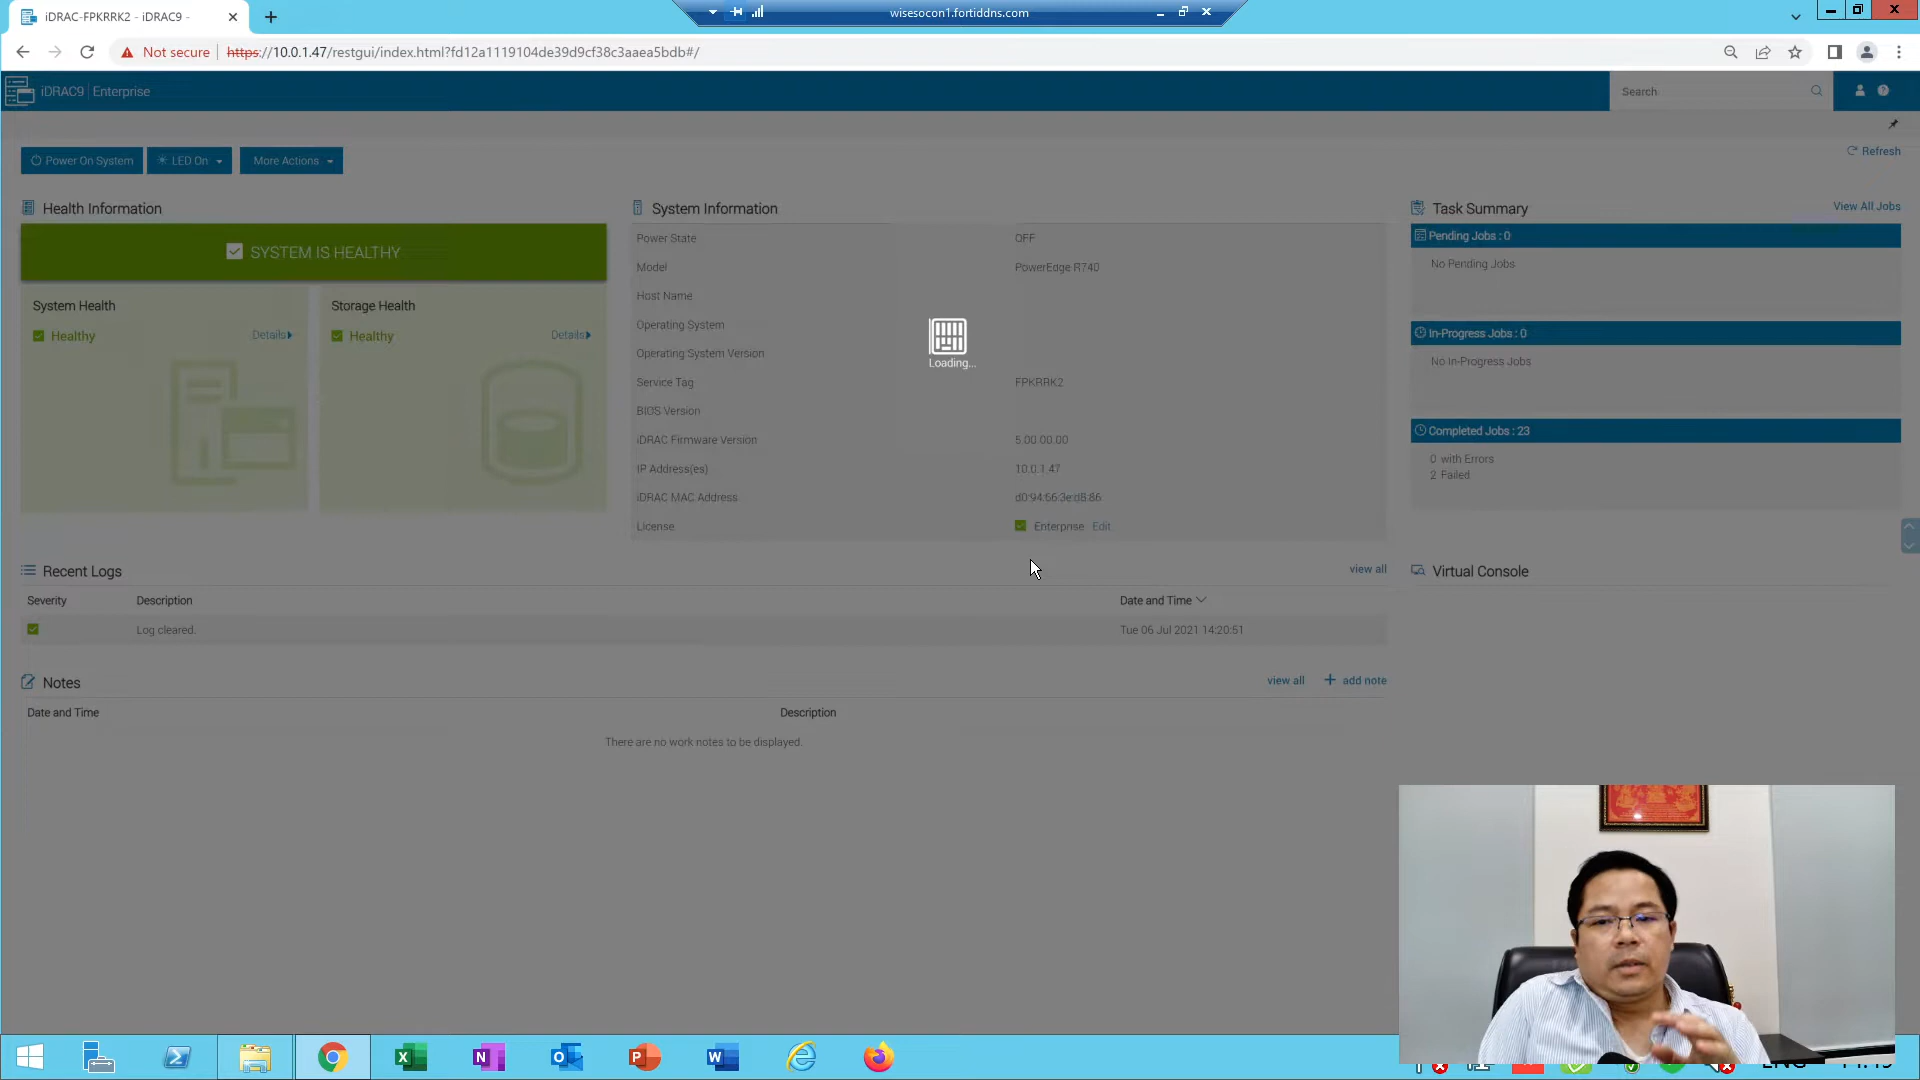 iDRAC-FPKRRK2 - iDRAC9 -
wisesocon1.fortiddns.com
Not secure
https://10.0.1.47/restgui/index.html?fd12a1119104de39d9cf38c3aaea5bdb#/
iDRAC9 | Enterprise
Search
Power On System
LED On
More Actions
Refresh
Health Information
SYSTEM IS HEALTHY
System Health
Healthy
Details
Storage Health
Healthy
Details
System Information
Power State OFF
Model PowerEdge R740
Host Name
Operating System
Operating System Version
Service Tag FPKRRK2
BIOS Version
iDRAC Firmware Version 5.00.00.00
IP Address(es) 10.0.1.47
iDRAC MAC Address d0:94:66:3e:d8:86
License Enterprise Edit
Loading...
Task Summary
View All Jobs
Pending Jobs : 0
No Pending Jobs
In-Progress Jobs : 0
No In-Progress Jobs
Completed Jobs : 23
0 with Errors
2 Failed
Recent Logs
view all
Severity Description Date and Time
Log cleared. Tue 06 Jul 2021 14:20:51
Virtual Console
Notes
view all
add note
Date and Time Description
There are no work notes to be displayed.